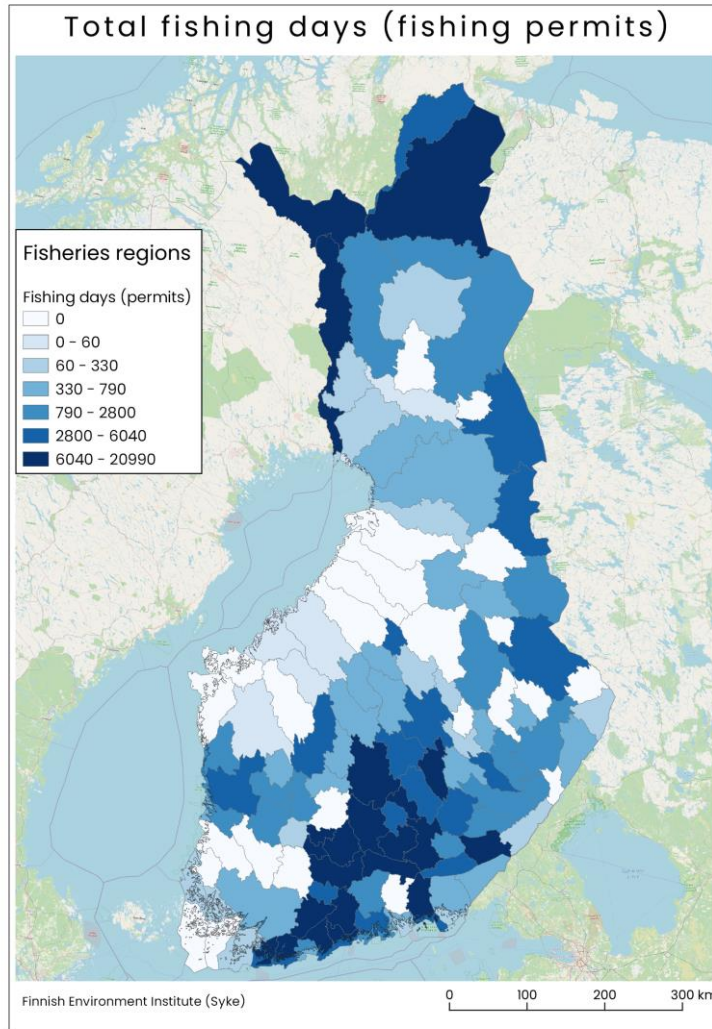 Total fishing days (fishing permits)
Fisheries regions
Fishing days (permits)
0
0 - 60
60 - 330
330 - 790
790 - 2800
2800 - 6040
6040 - 20990
Finnish Environment Institute (Syke)
0 100 200 300 km